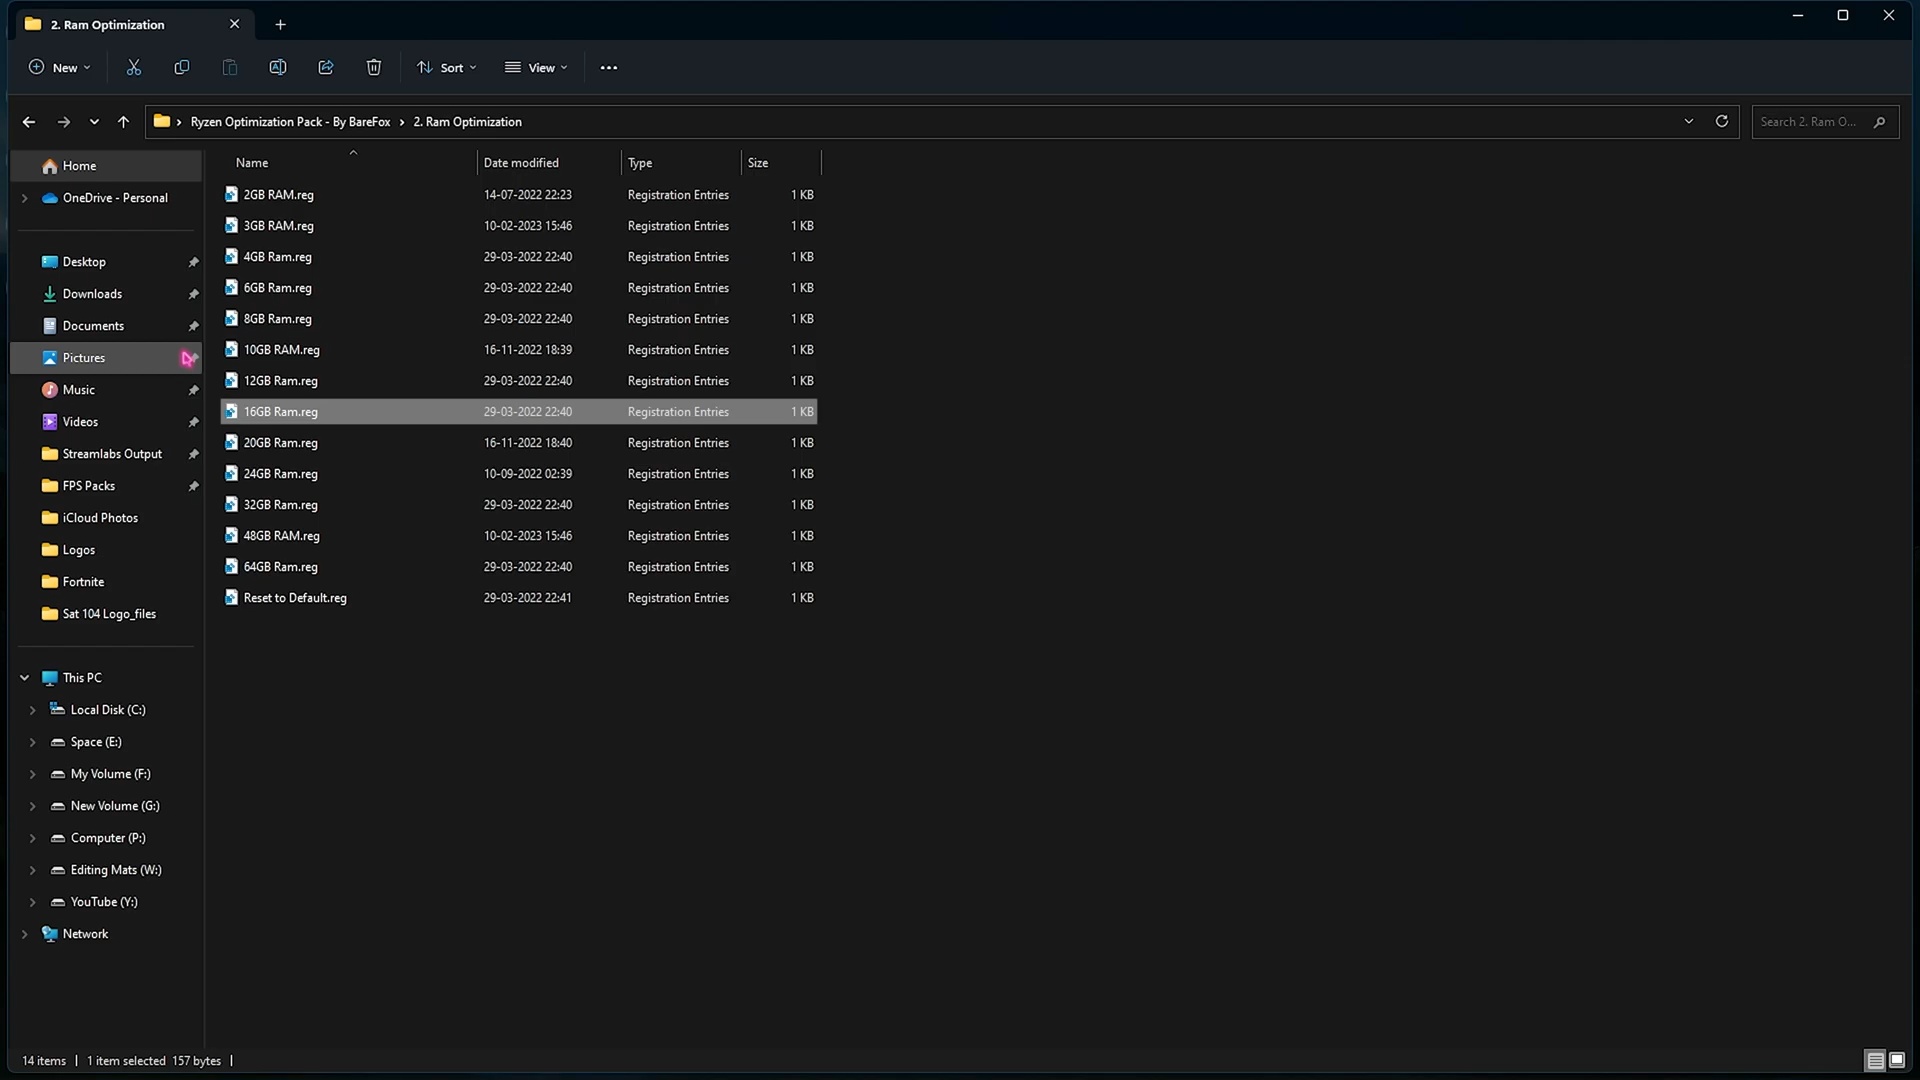 2. Ram Optimization
New
Sort
View
Ryzen Optimization Pack - By BareFox
2. Ram Optimization
Search 2. Ram O...
Name Date modified Type Size
2GB RAM.reg 14-07-2022 22:23 Registration Entries 1 KB
3GB RAM.reg 10-02-2023 15:46 Registration Entries 1 KB
4GB Ram.reg 29-03-2022 22:40 Registration Entries 1 KB
6GB Ram.reg 29-03-2022 22:40 Registration Entries 1 KB
8GB Ram.reg 29-03-2022 22:40 Registration Entries 1 KB
10GB RAM.reg 16-11-2022 18:39 Registration Entries 1 KB
12GB Ram.reg 29-03-2022 22:40 Registration Entries 1 KB
16GB Ram.reg 29-03-2022 22:40 Registration Entries 1 KB
20GB Ram.reg 16-11-2022 18:40 Registration Entries 1 KB
24GB Ram.reg 10-09-2022 02:39 Registration Entries 1 KB
32GB Ram.reg 29-03-2022 22:40 Registration Entries 1 KB
48GB RAM.reg 10-02-2023 15:46 Registration Entries 1 KB
64GB Ram.reg 29-03-2022 22:40 Registration Entries 1 KB
Reset to Default.reg 29-03-2022 22:41 Registration Entries 1 KB
Home
OneDrive - Personal
Desktop
Downloads
Documents
Pictures
Music
Videos
Streamlabs Output
FPS Packs
iCloud Photos
Logos
Fortnite
Sat 104 Logo_files
This PC
Local Disk (C:)
Space (E:)
My Volume (F:)
New Volume (G:)
Computer (P:)
Editing Mats (W:)
YouTube (Y:)
Network
14 items 1 item selected 157 bytes